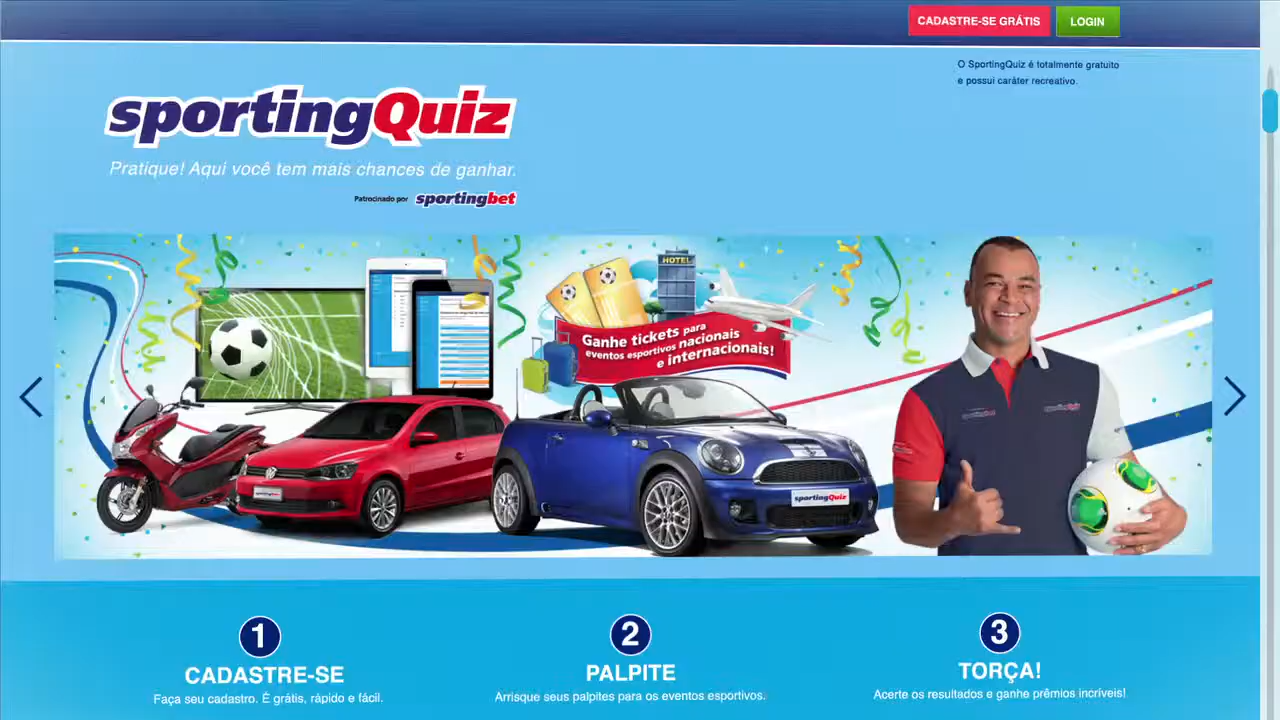 CADASTRE-SE GRÁTIS
LOGIN
O SportingQuiz é totalmente gratuito
e possui caráter recreativo.
sportingQuiz
Pratique! Aqui você tem mais chances de ganhar.
Patrocinado por sportingbet
HOTEL
Ganhe tickets para
eventos esportivos nacionais
e internacionais!
sportingbet
sportingQuiz
sportingbet
sportingQuiz
1
2
3
CADASTRE-SE
PALPITE
TORÇA!
Faça seu cadastro. É grátis, rápido e fácil.
Arrisque seus palpites para os eventos esportivos.
Acerte os resultados e ganhe prêmios incríveis!